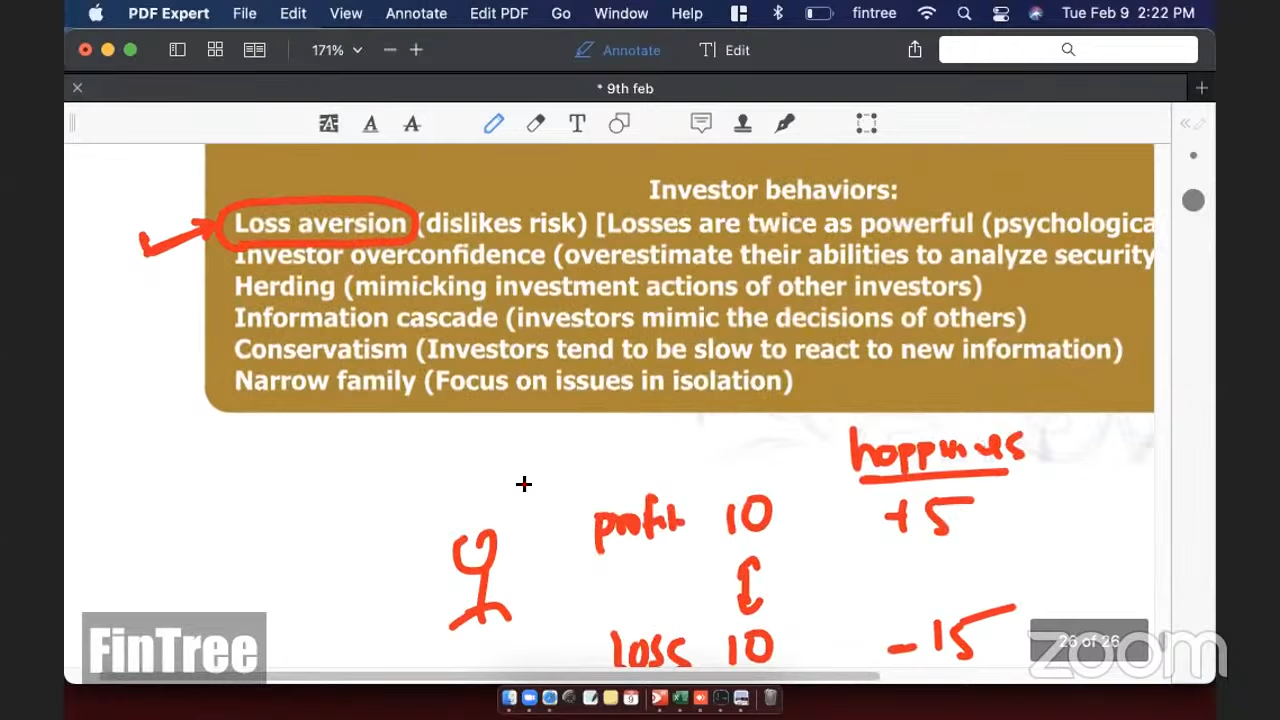 PDF Expert File Edit View Annotate Edit PDF Go Window Help fintree Tue Feb 9 2:22 PM
171% Annotate T Edit
* 9th feb
A A A T
Investor behaviors:
Loss aversion (dislikes risk) [Losses are twice as powerful (psychologica
Investor overconfidence (overestimate their abilities to analyze security
Herding (mimicking investment actions of other investors)
Information cascade (investors mimic the decisions of others)
Conservatism (Investors tend to be slow to react to new information)
Narrow family (Focus on issues in isolation)
happines
profit 10 +5
loss 10 -15
FinTree
26 of 26
zoom